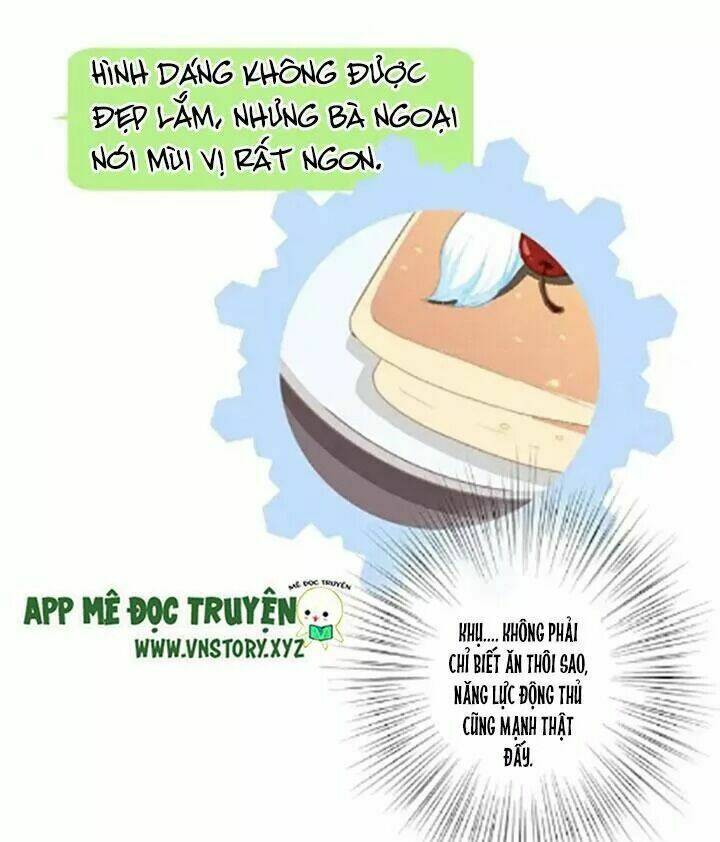 HÌNH DÁNG KHÔNG ĐƯỢC
ĐẸP LẮM, NHƯNG BÀ NGOẠI
NÓI MÙI VỊ RẤT NGON.
MÊ ĐỌC TRUYỆN
APP MÊ ĐỌC TRUYỆN
WWW.VNSTORY.XYZ
KHỤ.... KHÔNG PHẢI
CHỈ BIẾT ĂN THÔI SAO,
NĂNG LỰC ĐỘNG THỦ
CŨNG MẠNH THẬT
ĐẤY.